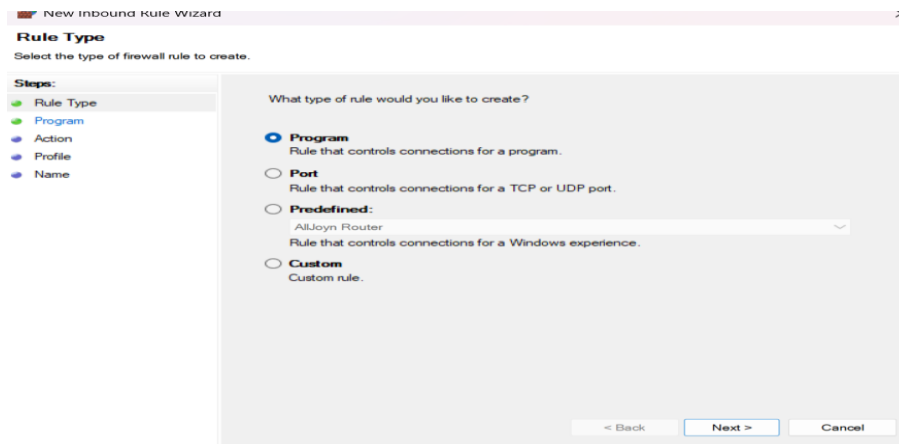 New Inbound Rule Wizard
Rule Type
Select the type of firewall rule to create.
Steps:
Rule Type
Program
Action
Profile
Name
What type of rule would you like to create?
Program
Rule that controls connections for a program.
Port
Rule that controls connections for a TCP or UDP port.
Predefined:
AllJoyn Router
Rule that controls connections for a Windows experience.
Custom
Custom rule.
< Back Next > Cancel